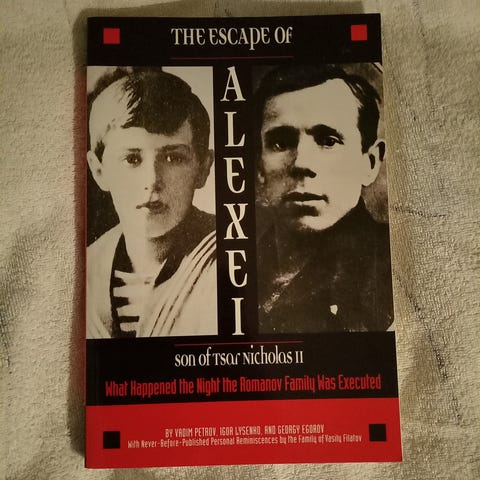 THE ESCAPE OF
ALEXEI
SON OF TSAR NICHOLAS II
What Happened the Night the Romanov Family Was Executed
BY VADIM PETROV, IGOR LYSENKO, AND GEORGY EGOROV
With Never-Before-Published Personal Reminiscences by the Family of Vasily Filatov